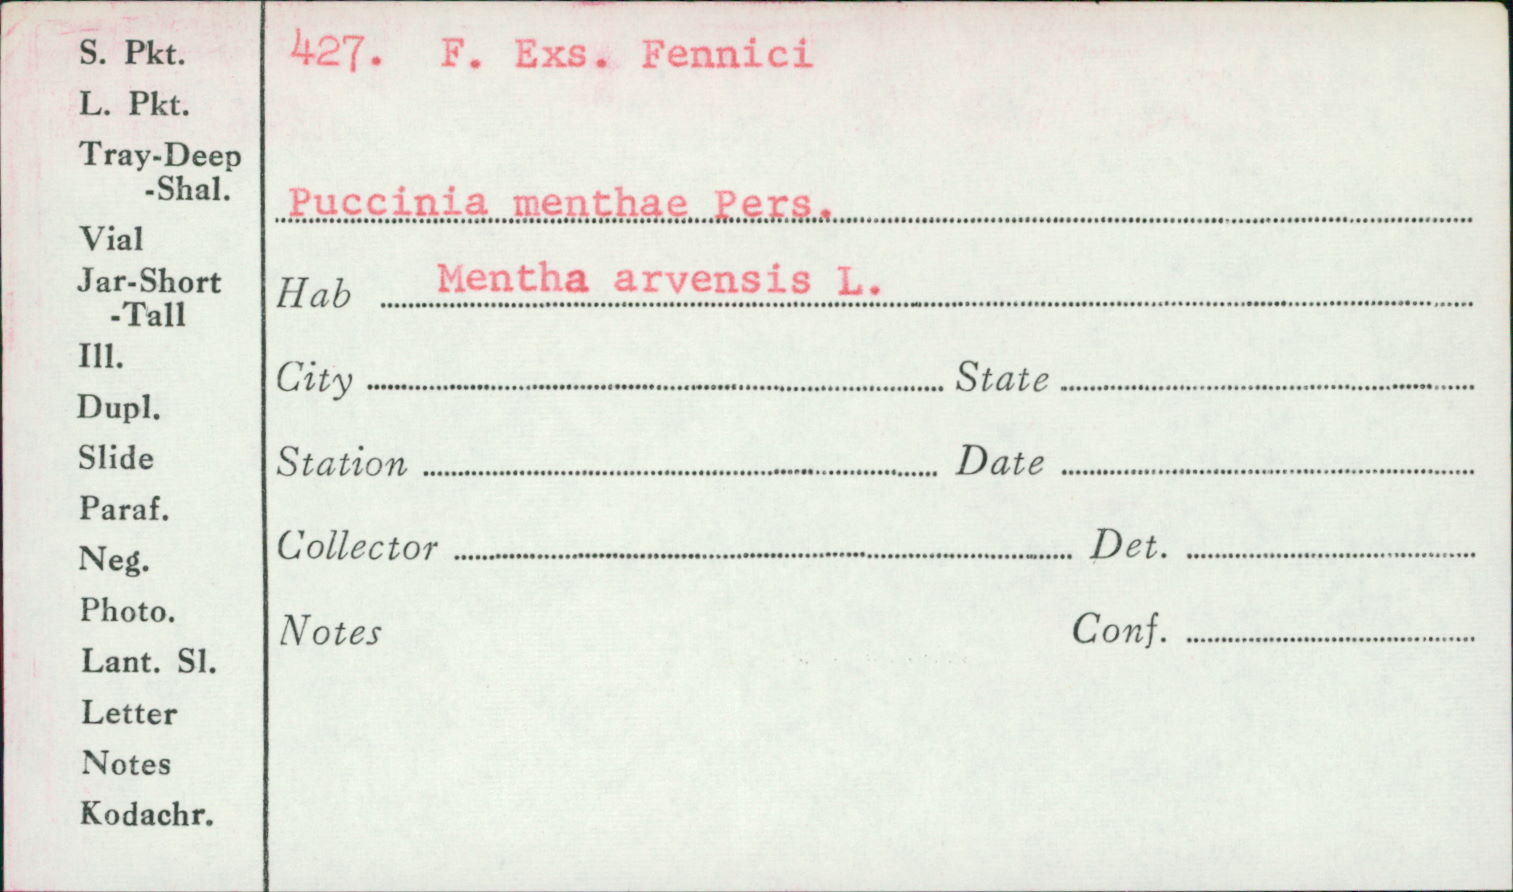 S. Pkt.
L. Pkt.
Tray-Deep
-Shal.
Vial
Jar-Short
-Tall
Ill.
Dupl.
Slide
Paraf.
Neg.
Photo.
Lant. Sl.
Letter
Notes
Kodachr.
427. F. Exs. Fennici
Puccinia menthae Pers.
Hab Mentha arvensis L.
City State
Station Date
Collector Det.
Notes Conf.